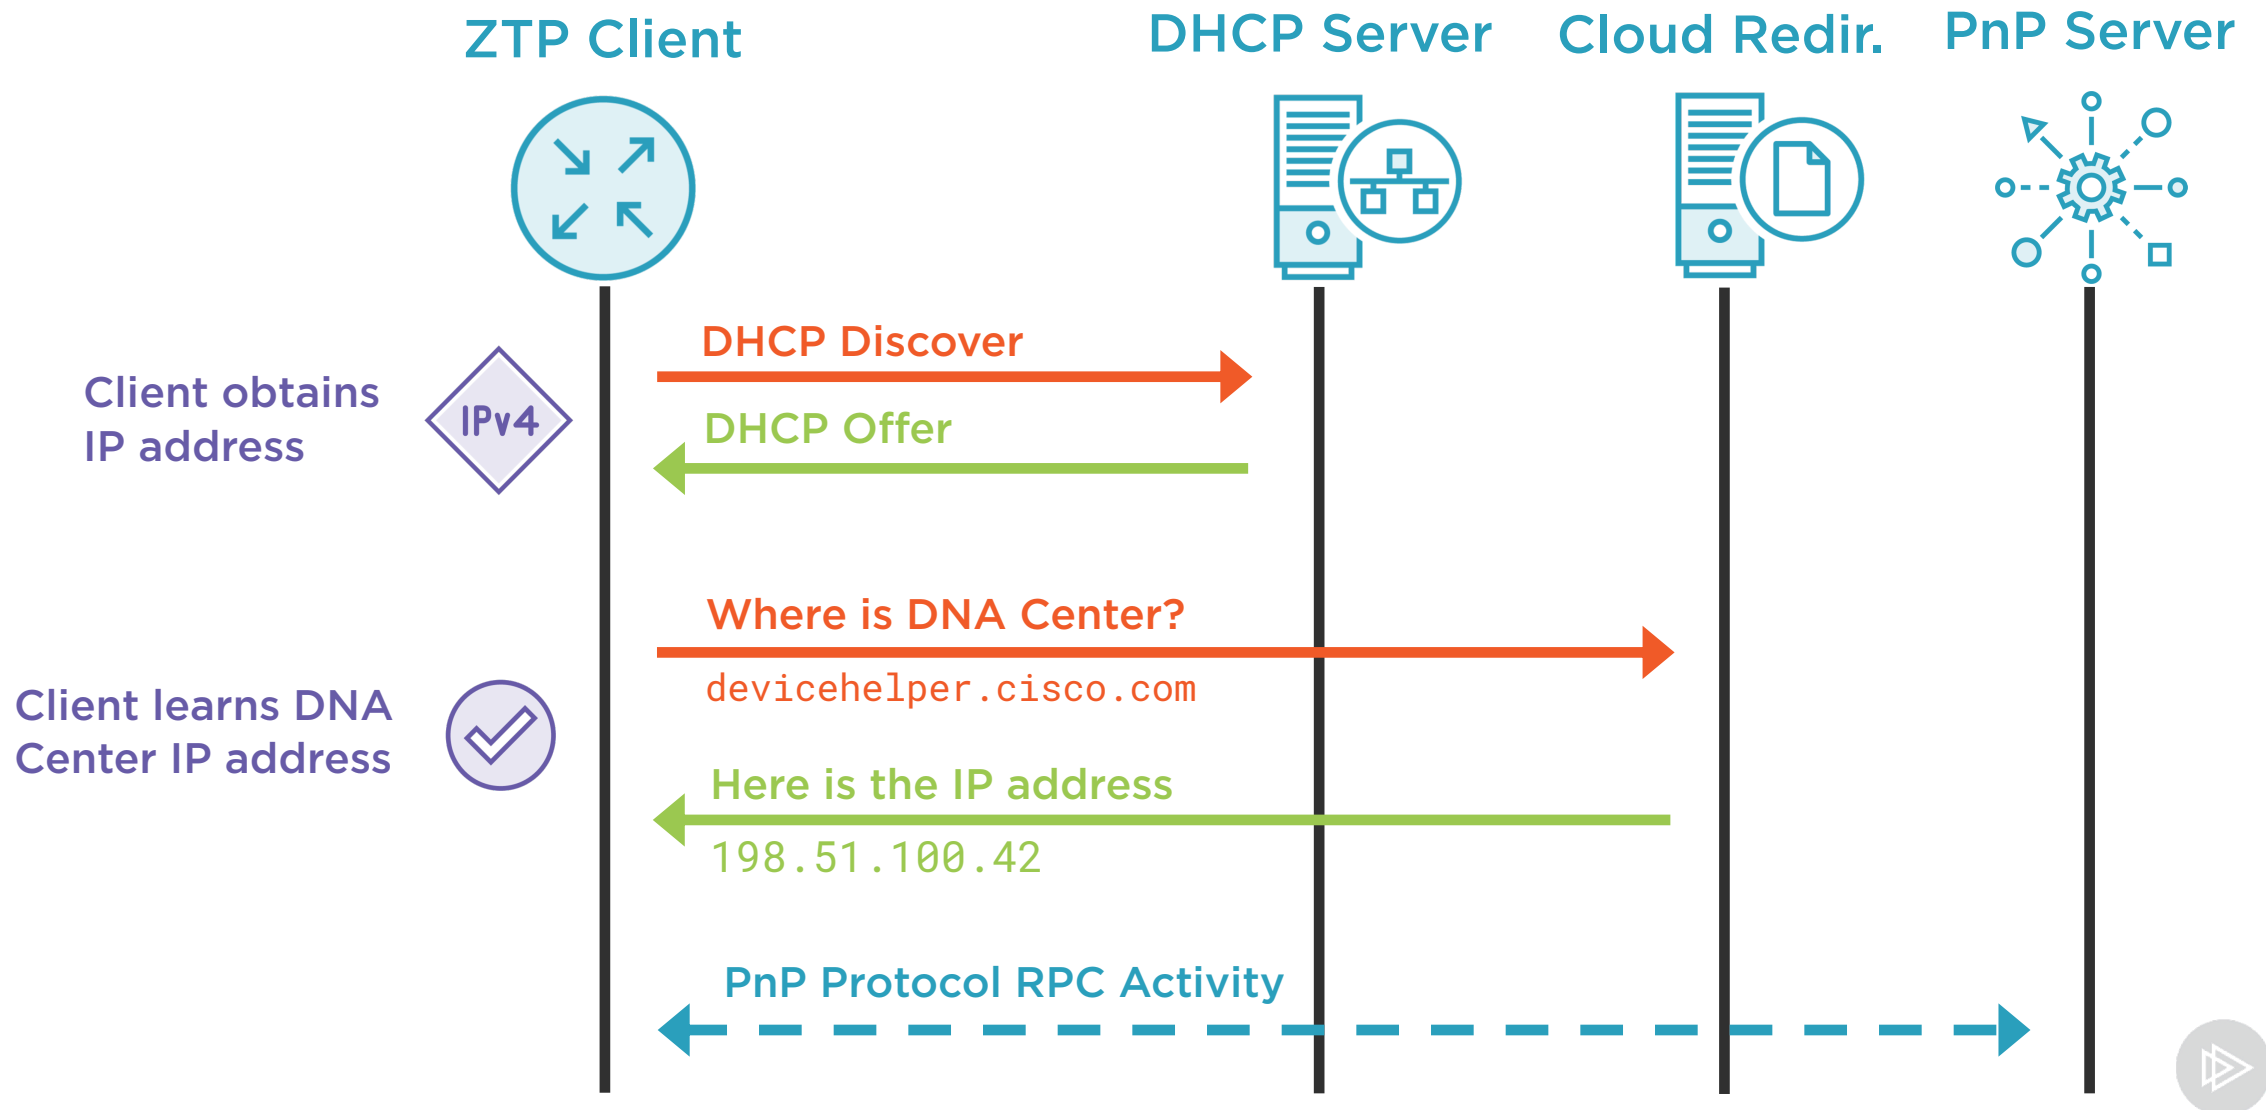 ZTP Client
DHCP Server
Cloud Redir.
PnP Server
DHCP Discover
Client obtains
IP address
IPv4
DHCP Offer
Where is DNA Center?
devicehelper.cisco.com
Client learns DNA
Center IP address
Here is the IP address
198.51.100.42
PnP Protocol RPC Activity